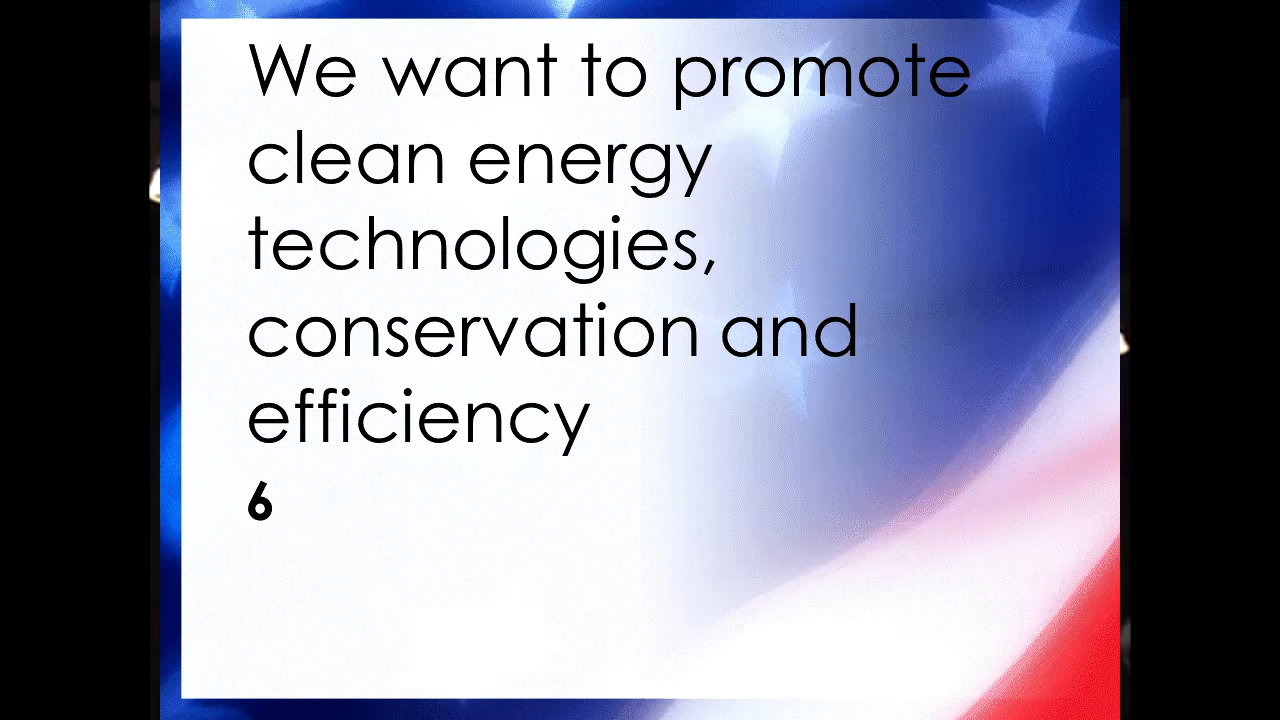 We want to promote
clean energy
technologies,
conservation and
efficiency
6